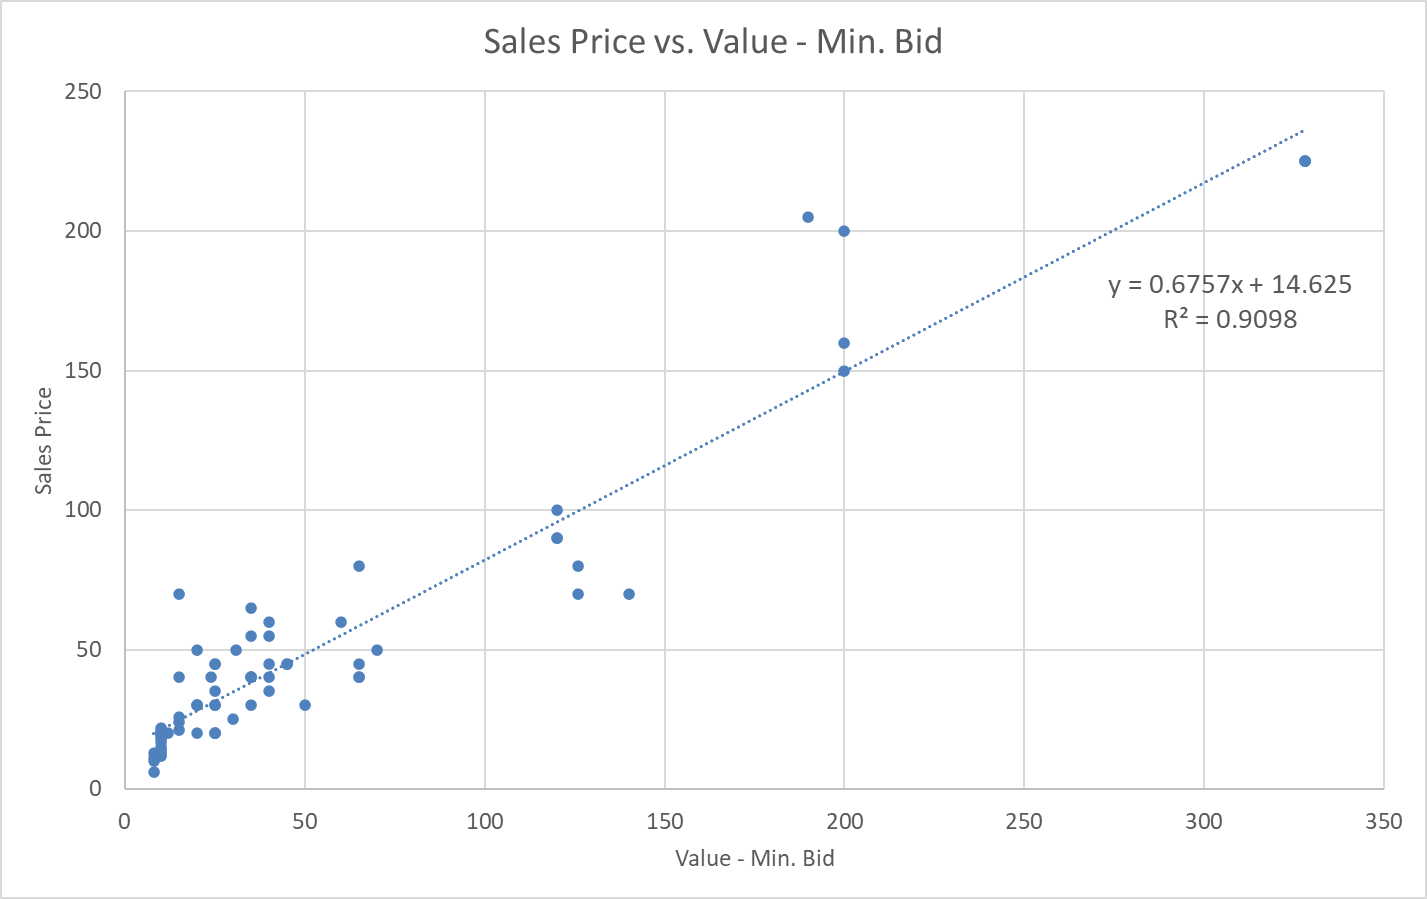 Sales Price vs. Value - Min. Bid
250
200
y = 0.6757x + 14.625
R² = 0.9098
150
Sales Price
100
50
0
0 50 100 150 200 250 300 350
Value - Min. Bid